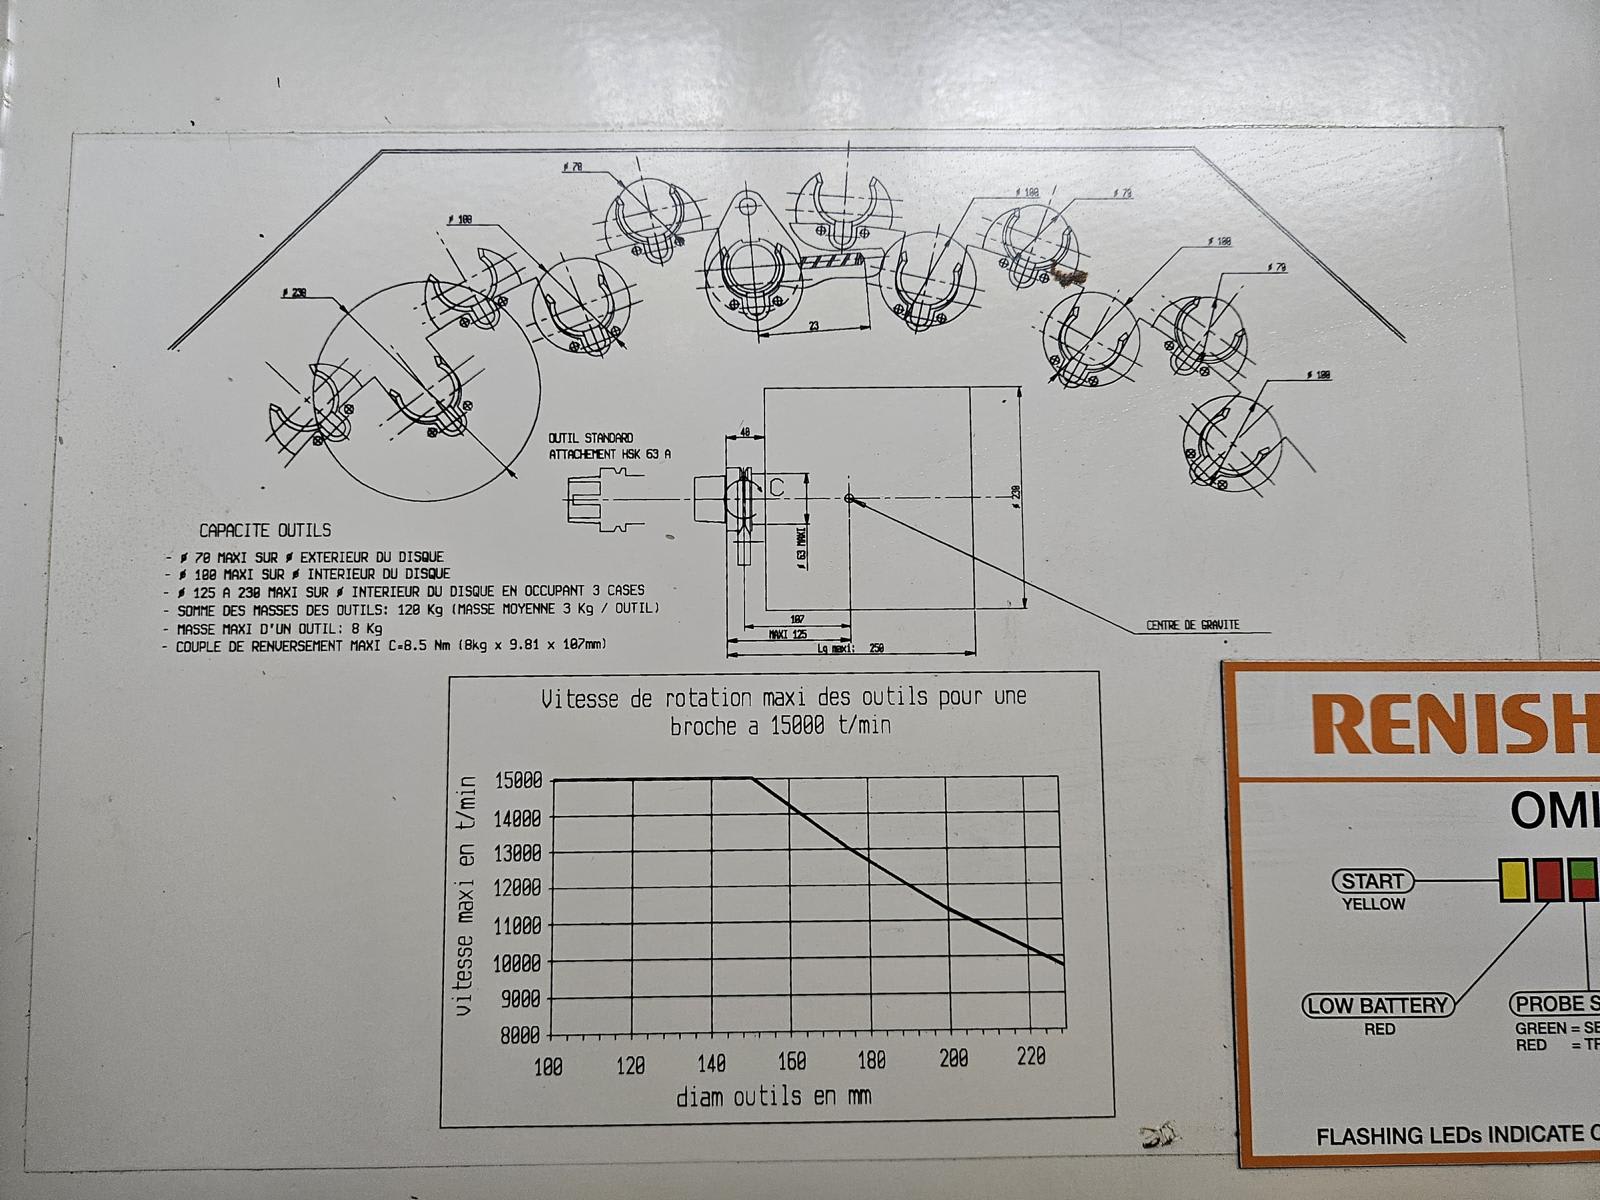 ø 70
ø 100
ø 230
ø 100
ø 70
ø 100
ø 70
ø 100
23
OUTIL STANDARD
ATTACHEMENT HSK 63 A
40
C
ø 63 MAXI
ø 230
107
MAXI 125
Lg maxi: 250
CENTRE DE GRAVITE
CAPACITE OUTILS
- ø 70 MAXI SUR ø EXTERIEUR DU DISQUE
- ø 100 MAXI SUR ø INTERIEUR DU DISQUE
- ø 125 A 230 MAXI SUR ø INTERIEUR DU DISQUE EN OCCUPANT 3 CASES
- SOMME DES MASSES DES OUTILS: 120 Kg (MASSE MOYENNE 3 Kg / OUTIL)
- MASSE MAXI D'UN OUTIL: 8 Kg
- COUPLE DE RENVERSEMENT MAXI C=8.5 Nm (8kg x 9.81 x 107mm)
Vitesse de rotation maxi des outils pour une
broche a 15000 t/min
vitesse maxi en t/min
15000
14000
13000
12000
11000
10000
9000
8000
100 120 140 160 180 200 220
diam outils en mm
RENISH
OMI
START
YELLOW
LOW BATTERY
RED
PROBE S
GREEN = SE
RED = TR
FLASHING LEDs INDICATE